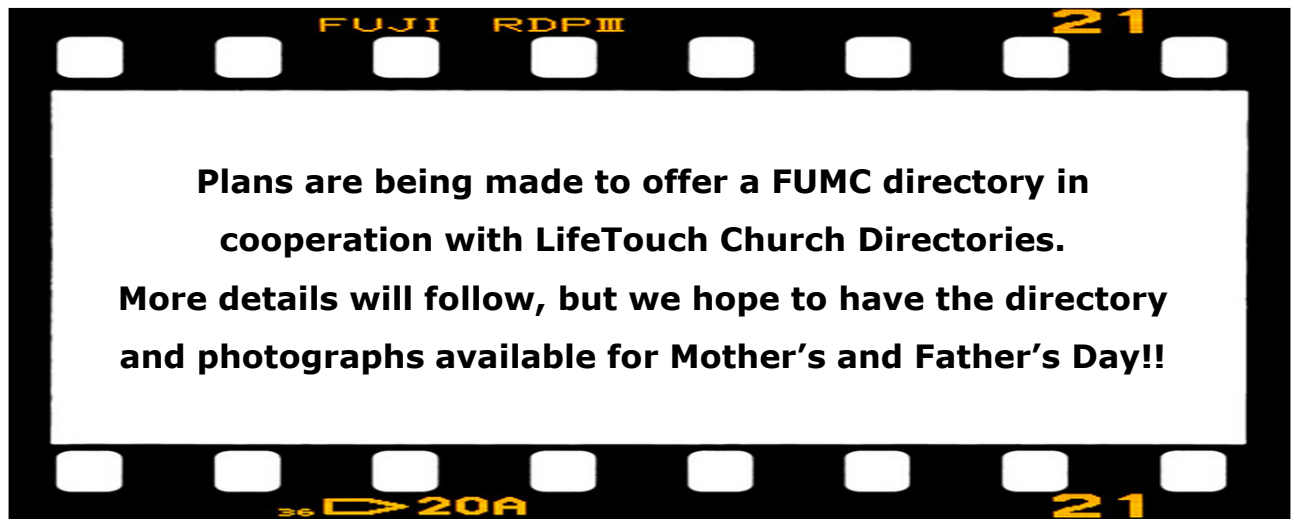 FUJI RDPIII 21
Plans are being made to offer a FUMC directory in
cooperation with LifeTouch Church Directories.
More details will follow, but we hope to have the directory
and photographs available for Mother’s and Father’s Day!!
36 20A 21